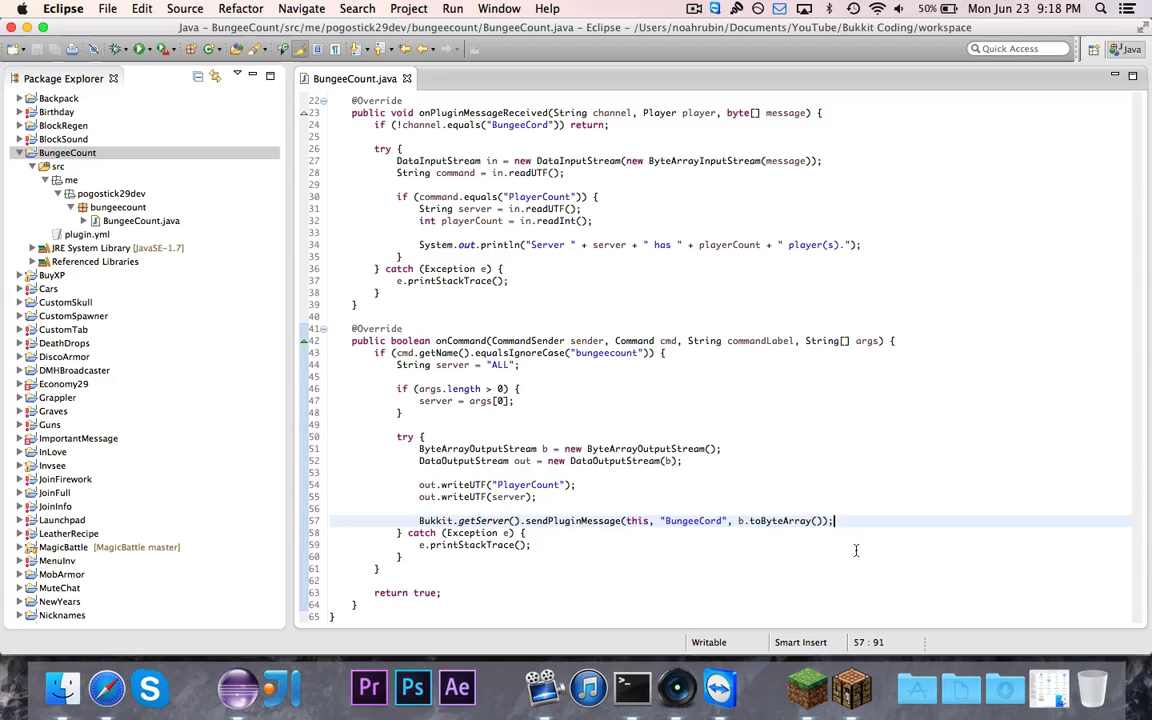 Eclipse File Edit Source Refactor Navigate Search Project Run Window Help 50% Mon Jun 23 9:18 PM
Java – BungeeCount/src/me/pogostick29dev/bungeecount/BungeeCount.java – Eclipse – /Users/noahrubin/Documents/YouTube/Bukkit Coding/workspace
Quick Access Java
Package Explorer
Backpack
Birthday
BlockRegen
BlockSound
BungeeCount
src
me
pogostick29dev
bungeecount
BungeeCount.java
plugin.yml
JRE System Library [JavaSE-1.7]
Referenced Libraries
BuyXP
Cars
CustomSkull
CustomSpawner
CustomTab
DeathDrops
DiscoArmor
DMHBroadcaster
Economy29
Grappler
Graves
Guns
ImportantMessage
InLove
Invsee
JoinFirework
JoinFull
JoinInfo
Launchpad
LeatherRecipe
MagicBattle [MagicBattle master]
MenuInv
MobArmor
MuteChat
NewYears
Nicknames
BungeeCount.java
22 @Override
23 public void onPluginMessageReceived(String channel, Player player, byte[] message) {
24 if (!channel.equals("BungeeCord")) return;
25
26 try {
27 DataInputStream in = new DataInputStream(new ByteArrayInputStream(message));
28 String command = in.readUTF();
29
30 if (command.equals("PlayerCount") {
31 String server = in.readUTF();
32 int playerCount = in.readInt();
33
34 System.out.println("Server " + server + " has " + playerCount + " player(s).");
35 }
36 } catch (Exception e) {
37 e.printStackTrace();
38 }
39 }
40
41 @Override
42 public boolean onCommand(CommandSender sender, Command cmd, String commandLabel, String[] args) {
43 if (cmd.getName().equalsIgnoreCase("bungeecount")) {
44 String server = "ALL";
45
46 if (args.length > 0) {
47 server = args[0];
48 }
49
50 try {
51 ByteArrayOutputStream b = new ByteArrayOutputStream();
52 DataOutputStream out = new DataOutputStream(b);
53
54 out.writeUTF("PlayerCount");
55 out.writeUTF(server);
56
57 Bukkit.getServer().sendPluginMessage(this, "BungeeCord", b.toByteArray());
58 } catch (Exception e) {
59 e.printStackTrace();
60 }
61 }
62
63 return true;
64 }
65 }
Writable Smart Insert 57 : 91
Pr Ps Ae